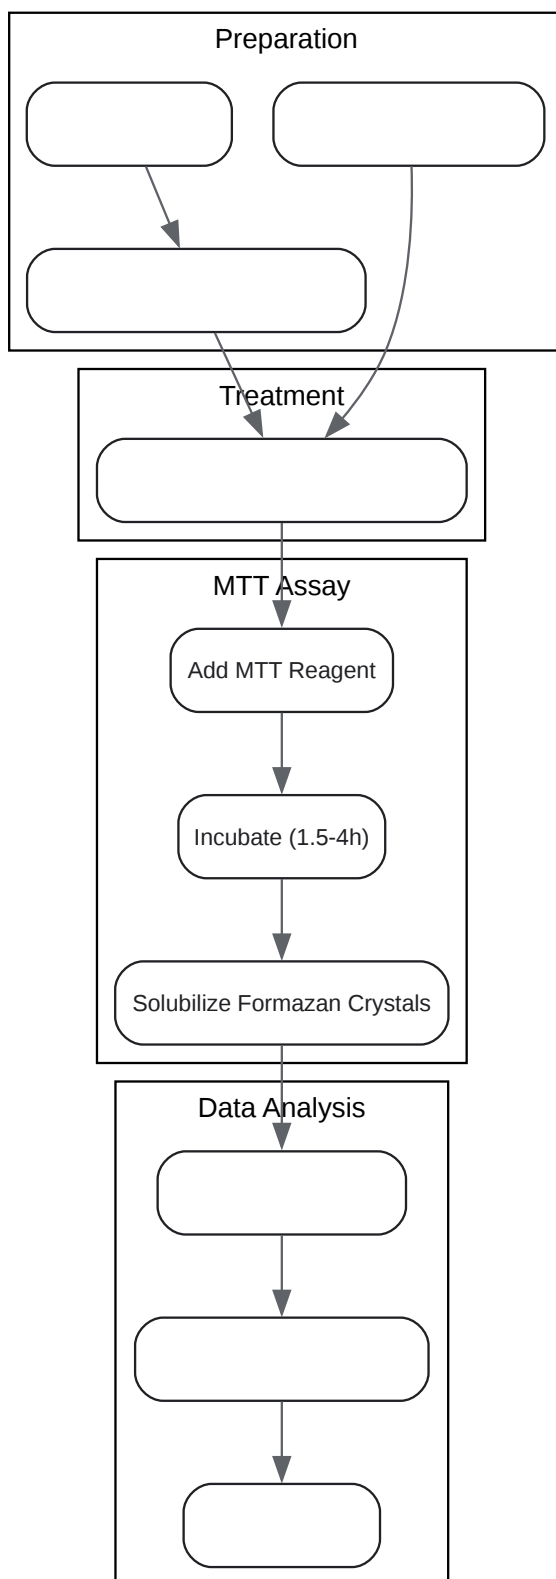 Preparation
Treatment
MTT Assay
Add MTT Reagent
Incubate (1.5-4h)
Solubilize Formazan Crystals
Data Analysis